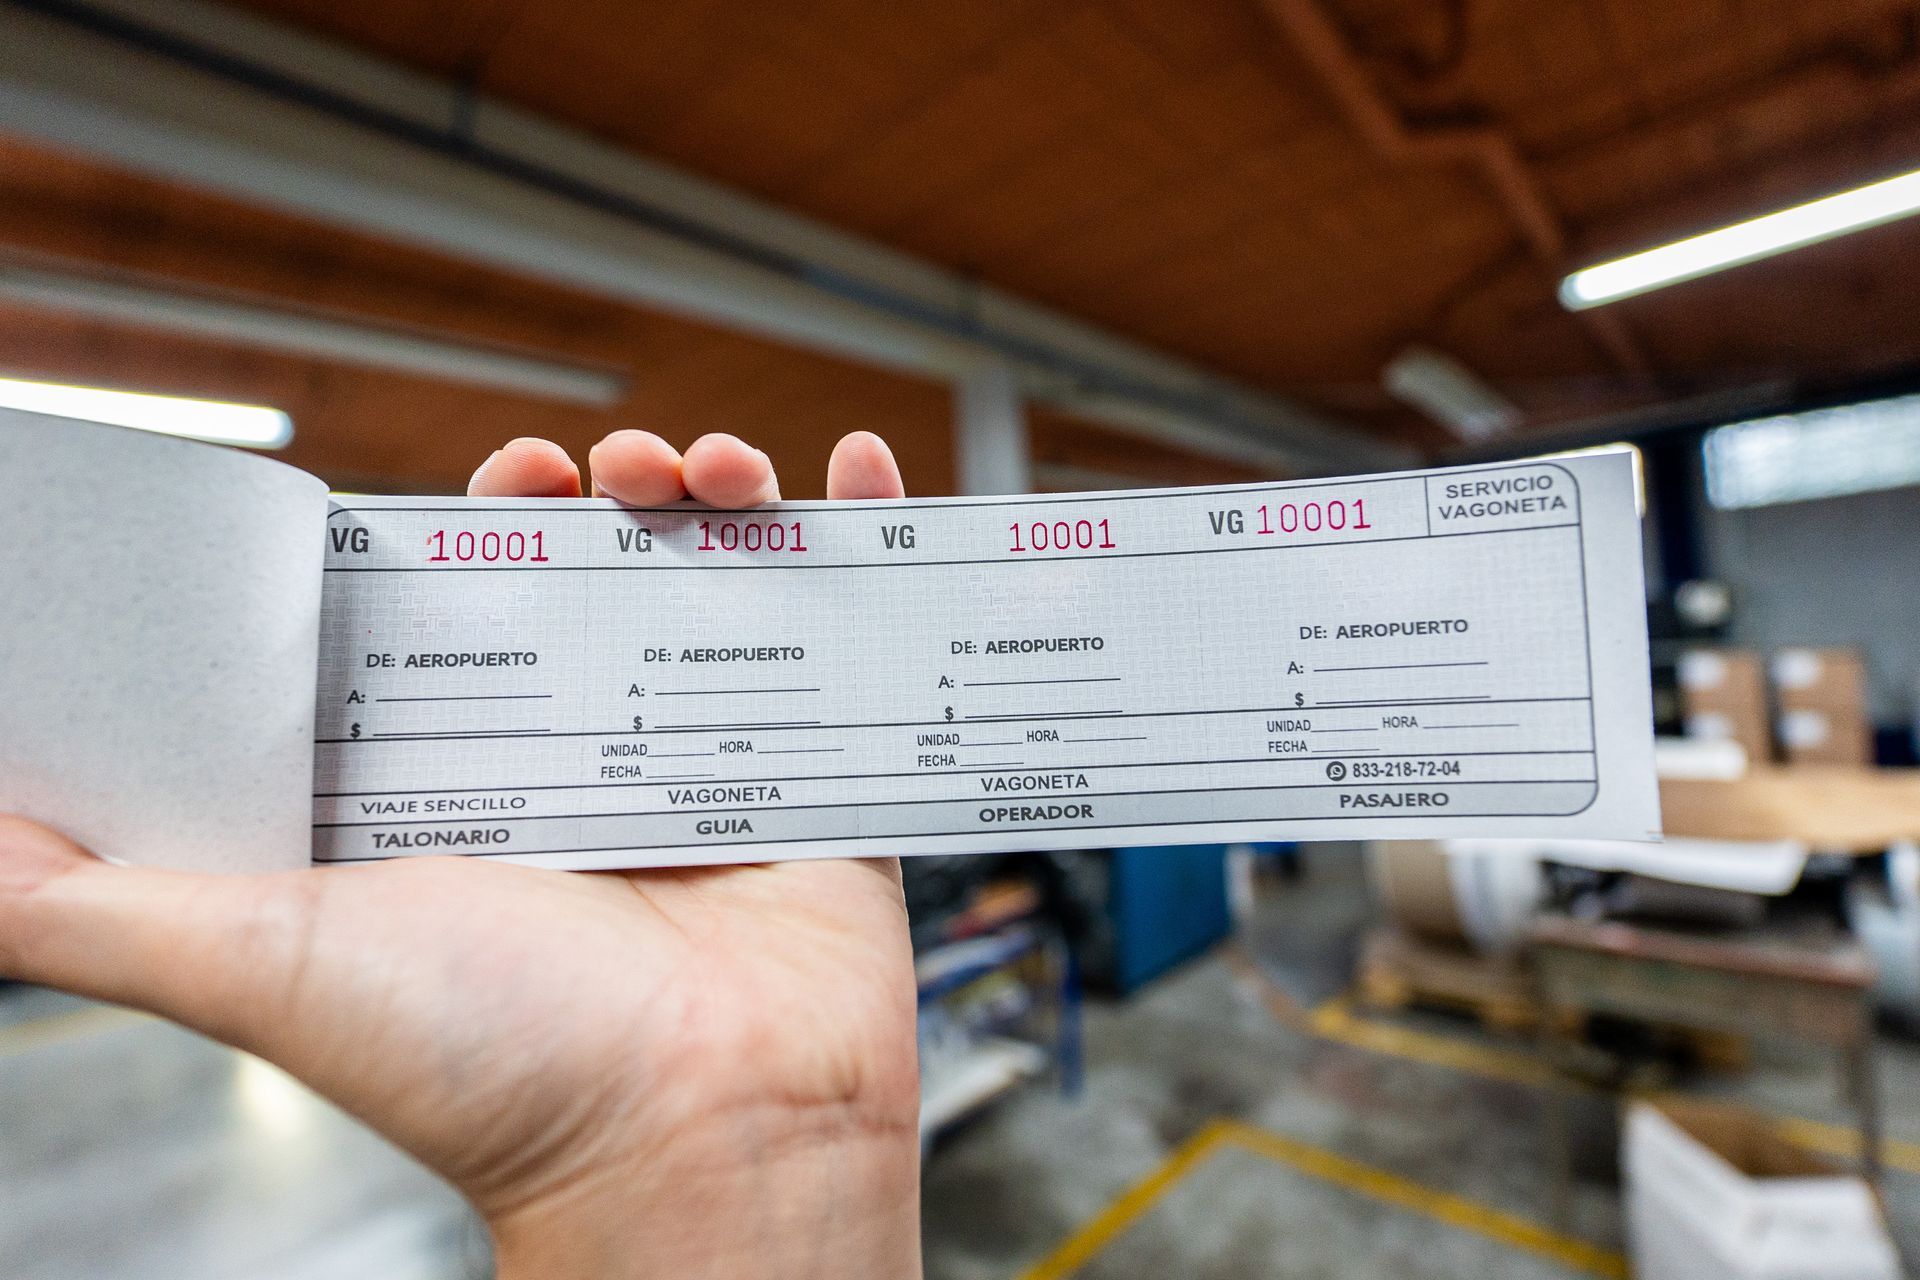 VG 10001 VG 10001 VG 10001 VG 10001 SERVICIO
VAGONETA
DE: AEROPUERTO
A:
$
VIAJE SENCILLO
TALONARIO
DE: AEROPUERTO
A:
$
UNIDAD HORA
FECHA
VAGONETA
GUIA
DE: AEROPUERTO
A:
$
UNIDAD HORA
FECHA
VAGONETA
OPERADOR
DE: AEROPUERTO
A:
$
UNIDAD HORA
FECHA
833-218-72-04
PASAJERO